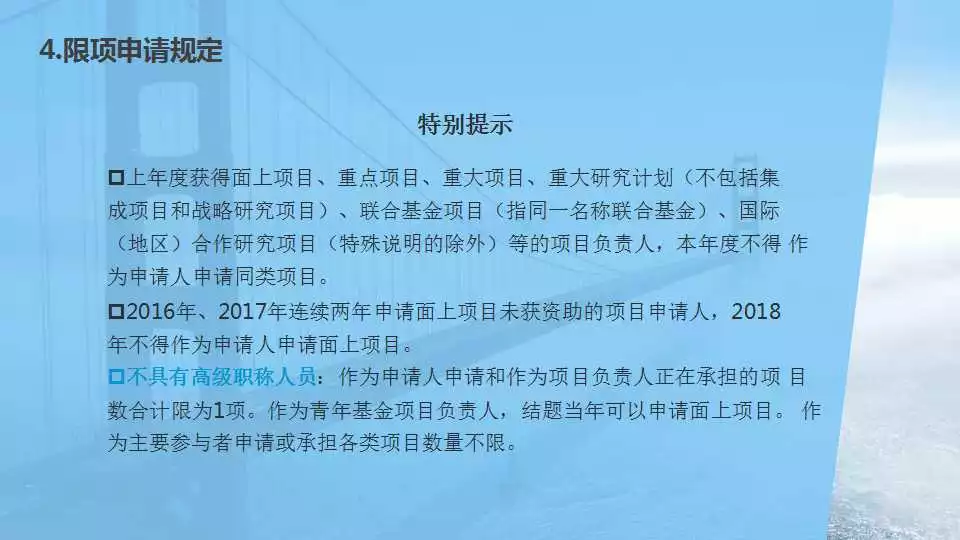 4.限项申请规定
特别提示
上年度获得面上项目、重点项目、重大项目、重大研究计划（不包括集
成项目和战略研究项目）、联合基金项目（指同一名称联合基金）、国际
（地区）合作研究项目（特殊说明的除外）等的项目负责人，本年度不得 作
为申请人申请同类项目。
2016年、2017年连续两年申请面上项目未获资助的项目申请人，2018
年不得作为申请人申请面上项目。
不具有高级职称人员：作为申请人申请和作为项目负责人正在承担的项 目
数合计限为1项。作为青年基金项目负责人，结题当年可以申请面上项目。 作
为主要参与者申请或承担各类项目数量不限。